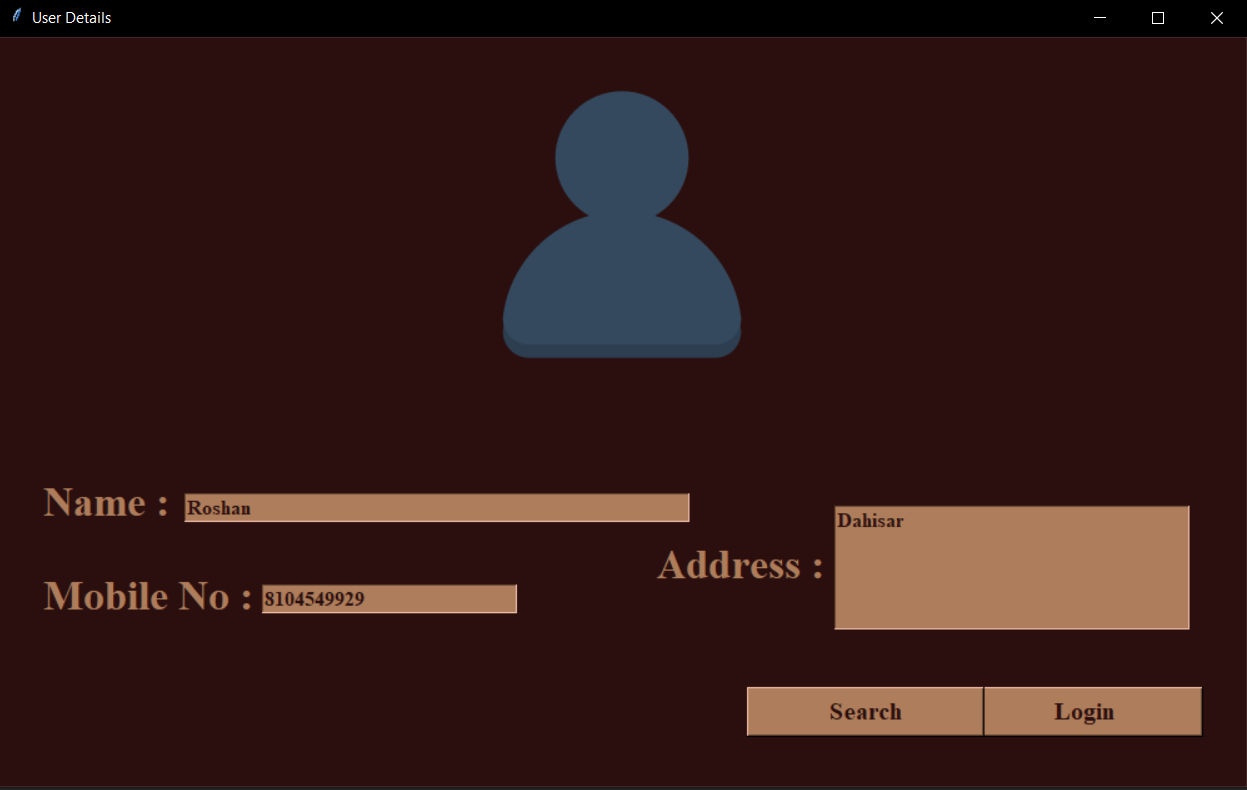 User Details
Name : Roshan
Mobile No : 8104549929
Address : Dahisar
Search Login